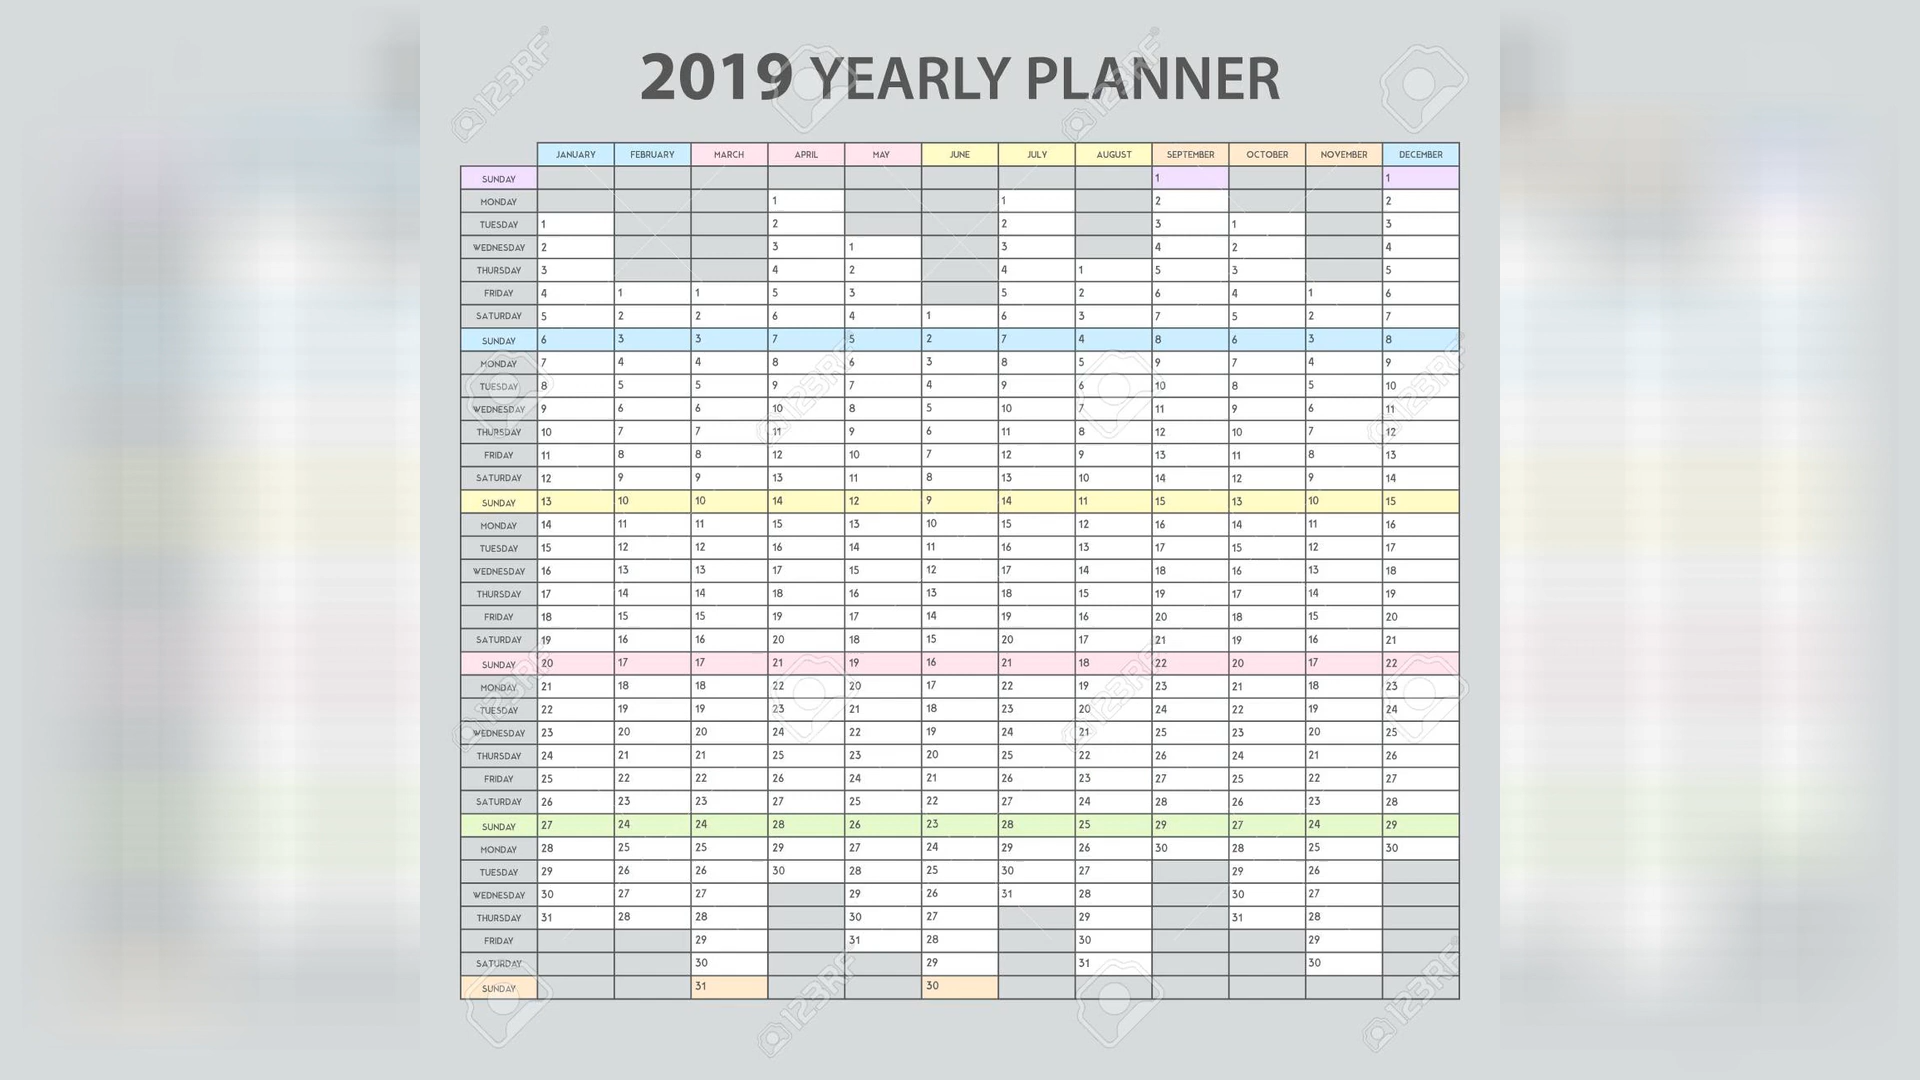 2019 YEARLY PLANNER
JANUARY FEBRUARY MARCH APRIL MAY JUNE JULY AUGUST SEPTEMBER OCTOBER NOVEMBER DECEMBER
SUNDAY 1 1
MONDAY 1 1 2 2
TUESDAY 1 2 2 3 1 3
WEDNESDAY 2 3 1 3 4 2 4
THURSDAY 3 4 2 4 1 5 3 5
FRIDAY 4 1 1 5 3 5 2 6 4 1 6
SATURDAY 5 2 2 6 4 1 6 3 7 5 2 7
SUNDAY 6 3 3 7 5 2 7 4 8 6 3 8
MONDAY 7 4 4 8 6 3 8 5 9 7 4 9
TUESDAY 8 5 5 9 7 4 9 6 10 8 5 10
WEDNESDAY 9 6 6 10 8 5 10 7 11 9 6 11
THURSDAY 10 7 7 11 9 6 11 8 12 10 7 12
FRIDAY 11 8 8 12 10 7 12 9 13 11 8 13
SATURDAY 12 9 9 13 11 8 13 10 14 12 9 14
SUNDAY 13 10 10 14 12 9 14 11 15 13 10 15
MONDAY 14 11 11 15 13 10 15 12 16 14 11 16
TUESDAY 15 12 12 16 14 11 16 13 17 15 12 17
WEDNESDAY 16 13 13 17 15 12 17 14 18 16 13 18
THURSDAY 17 14 14 18 16 13 18 15 19 17 14 19
FRIDAY 18 15 15 19 17 14 19 16 20 18 15 20
SATURDAY 19 16 16 20 18 15 20 17 21 19 16 21
SUNDAY 20 17 17 21 19 16 21 18 22 20 17 22
MONDAY 21 18 18 22 20 17 22 19 23 21 18 23
TUESDAY 22 19 19 23 21 18 23 20 24 22 19 24
WEDNESDAY 23 20 20 24 22 19 24 21 25 23 20 25
THURSDAY 24 21 21 25 23 20 25 22 26 24 21 26
FRIDAY 25 22 22 26 24 21 26 23 27 25 22 27
SATURDAY 26 23 23 27 25 22 27 24 28 26 23 28
SUNDAY 27 24 24 28 26 23 28 25 29 27 24 29
MONDAY 28 25 25 29 27 24 29 26 30 28 25 30
TUESDAY 29 26 26 30 28 25 30 27 29 26
WEDNESDAY 30 27 27 29 26 31 28 30 27
THURSDAY 31 28 28 30 27 29 31 28
FRIDAY 29 31 28 30 29
SATURDAY 30 29 31 30
SUNDAY 31 30
123RF
123RF
123RF
123RF
123RF
123RF
123RF
123RF